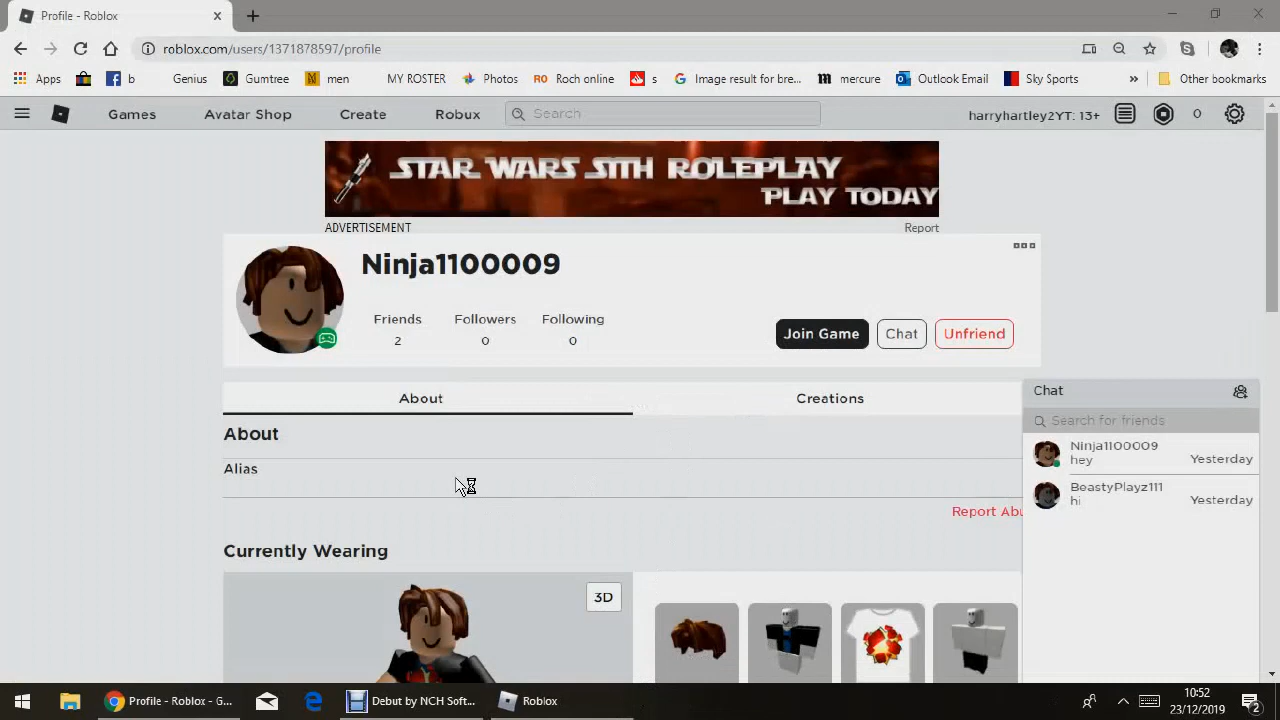 Profile - Roblox
roblox.com/users/1371878597/profile
Apps b Genius Gumtree men MY ROSTER Photos RO Roch online s Image result for bre... mercure Outlook Email Sky Sports » Other bookmarks
Games Avatar Shop Create Robux Search harryhartley2YT: 13+ 0
STAR WARS SITH ROLEPLAY
PLAY TODAY
ADVERTISEMENT Report
Ninja1100009
Friends Followers Following
2 0 0
Join Game Chat Unfriend
About Creations
About
Alias
Report Abu
Currently Wearing
3D
Chat
Search for friends
Ninja1100009
hey Yesterday
BeastyPlayz111
hi Yesterday
Profile - Roblox - G... Debut by NCH Soft... Roblox
10:52
23/12/2019
2